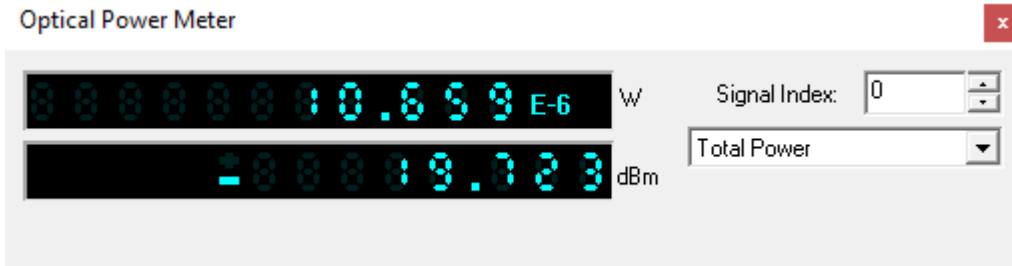 Optical Power Meter
x
10.659 E-6 W
Signal Index: 0
Total Power
- 19.723 dBm